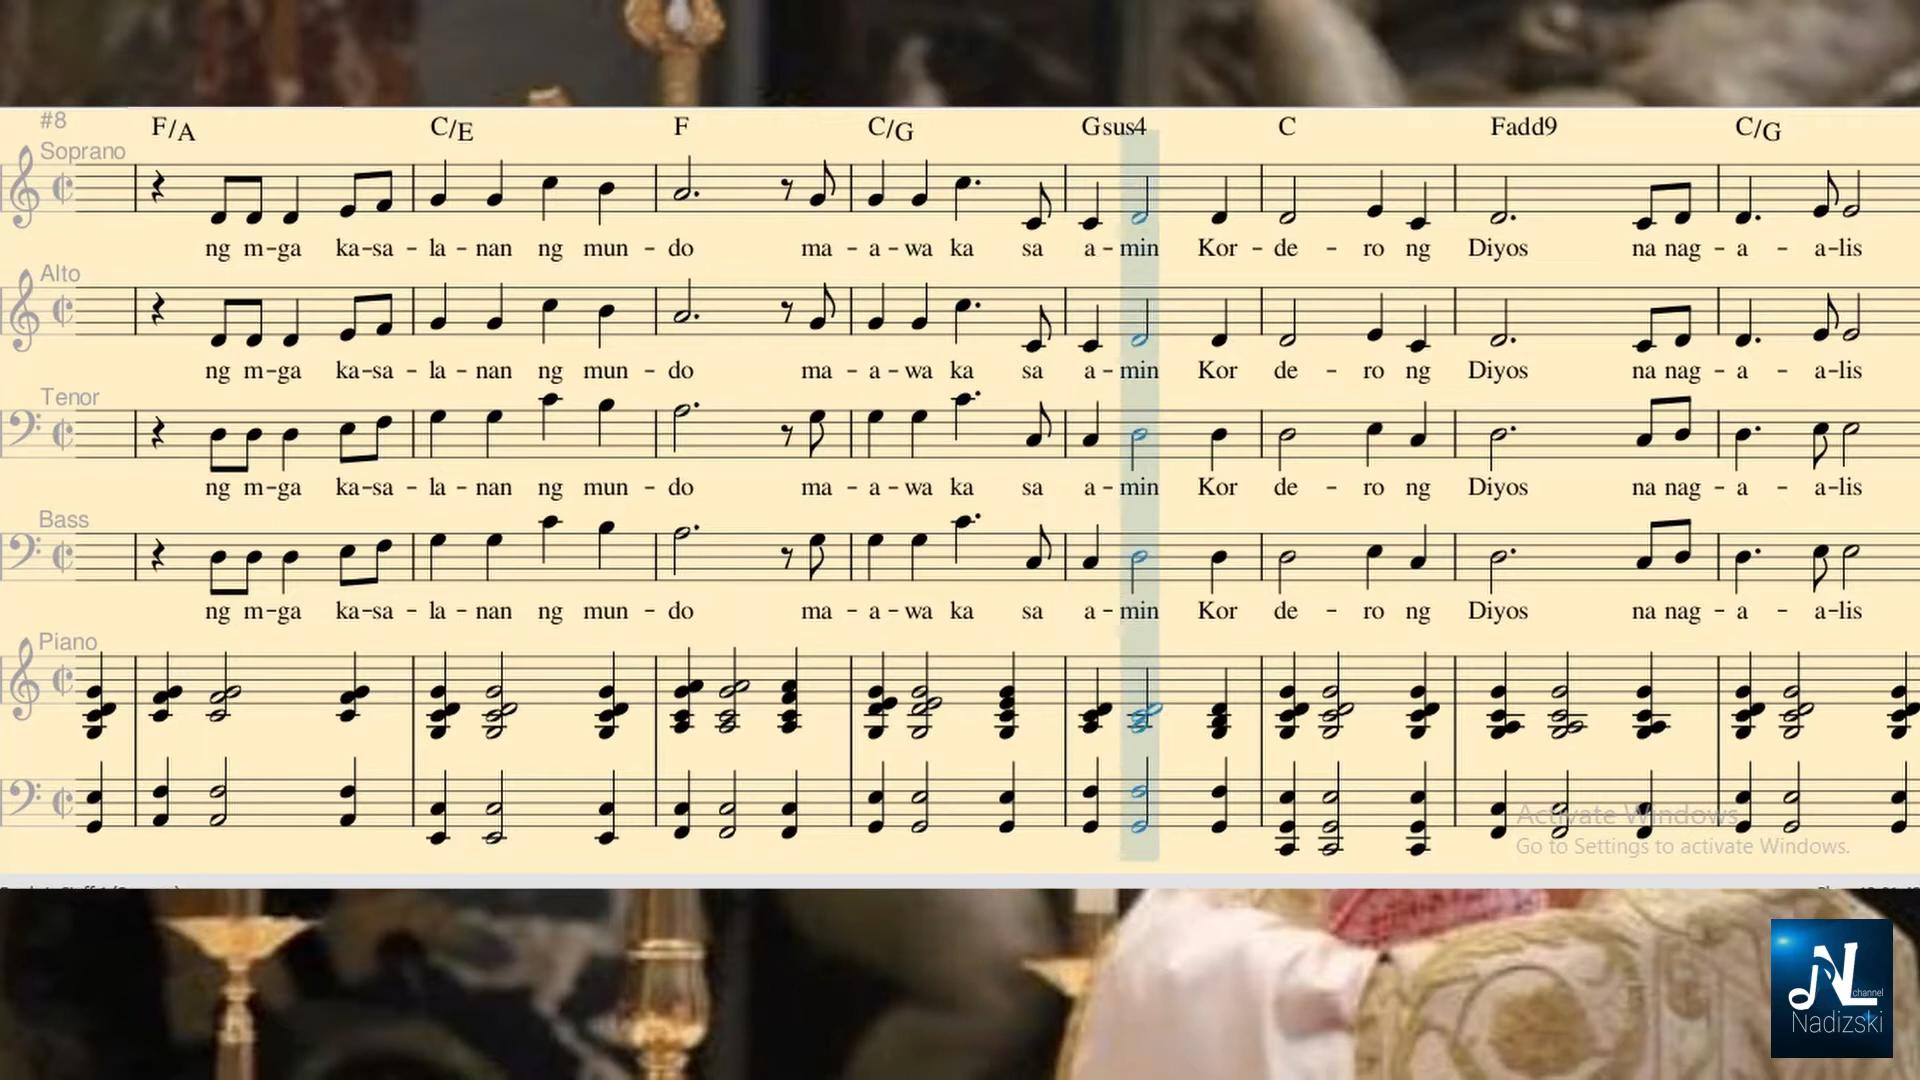 #8 F/A C/E F C/G Gsus4 C Fadd9 C/G
Soprano
ng m-ga ka-sa - la - nan ng mun - do ma - a - wa ka sa a - min Kor - de - ro ng Diyos na nag - a - a-lis
Alto
ng m-ga ka-sa - la - nan ng mun - do ma - a - wa ka sa a - min Kor de - ro ng Diyos na nag - a - a-lis
Tenor
ng m-ga ka-sa - la - nan ng mun - do ma - a - wa ka sa a - min Kor de - ro ng Diyos na nag - a - a-lis
Bass
ng m-ga ka-sa - la - nan ng mun - do ma - a - wa ka sa a - min Kor de - ro ng Diyos na nag - a - a-lis
Piano
Activate Windows
Go to Settings to activate Windows.
NL
channel
Nadizski